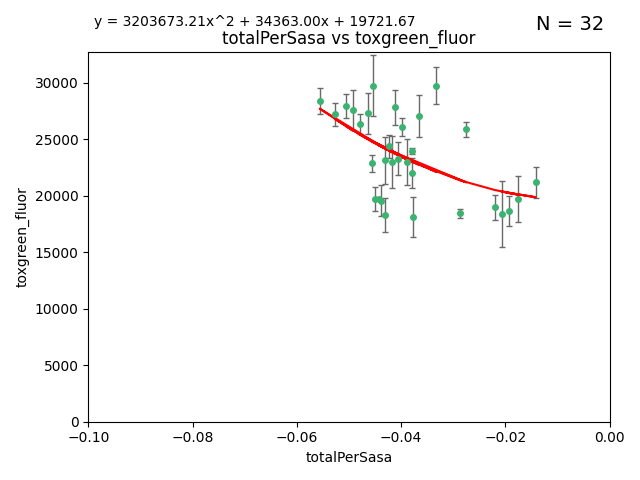 y = 3203673.21x^2 + 34363.00x + 19721.67
N = 32
totalPerSasa vs toxgreen_fluor
30000
25000
20000
15000
10000
5000
0
toxgreen_fluor
−0.10
−0.08
−0.06
−0.04
−0.02
0.00
totalPerSasa